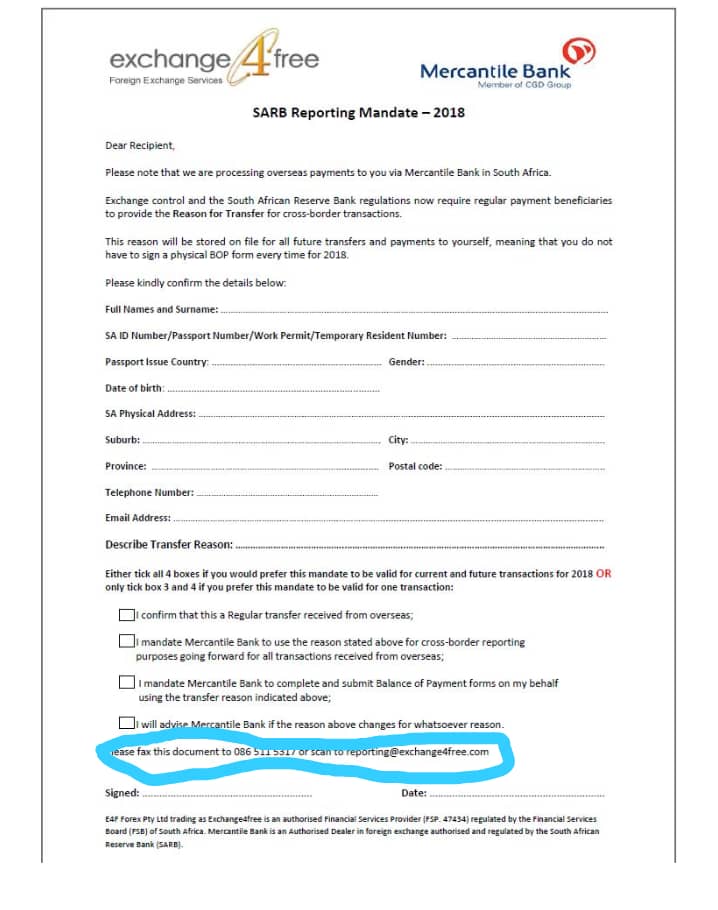 exchange4free
Foreign Exchange Services
Mercantile Bank
Member of CGD Group
SARB Reporting Mandate – 2018
Dear Recipient,
Please note that we are processing overseas payments to you via Mercantile Bank in South Africa.
Exchange control and the South African Reserve Bank regulations now require regular payment beneficiaries
to provide the Reason for Transfer for cross-border transactions.
This reason will be stored on file for all future transfers and payments to yourself, meaning that you do not
have to sign a physical BOP form every time for 2018.
Please kindly confirm the details below:
Full Names and Surname:
SA ID Number/Passport Number/Work Permit/Temporary Resident Number:
Passport Issue Country: Gender:
Date of birth:
SA Physical Address:
Suburb: City:
Province: Postal code:
Telephone Number:
Email Address:
Describe Transfer Reason:
Either tick all 4 boxes if you would prefer this mandate to be valid for current and future transactions for 2018 OR
only tick box 3 and 4 if you prefer this mandate to be valid for one transaction:
I confirm that this a Regular transfer received from overseas;
I mandate Mercantile Bank to use the reason stated above for cross-border reporting
purposes going forward for all transactions received from overseas;
I mandate Mercantile Bank to complete and submit Balance of Payment forms on my behalf
using the transfer reason indicated above;
I will advise Mercantile Bank if the reason above changes for whatsoever reason.
fax this document to 086 511 5317 or scan to reporting@exchange4free.com
Signed: Date:
E4F Forex Pty Ltd trading as Exchange4free is an authorised Financial Services Provider (FSP. 47434) regulated by the Financial Services
Board (FSB) of South Africa. Mercantile Bank is an Authorised Dealer in foreign exchange authorised and regulated by the South African
Reserve Bank (SARB).